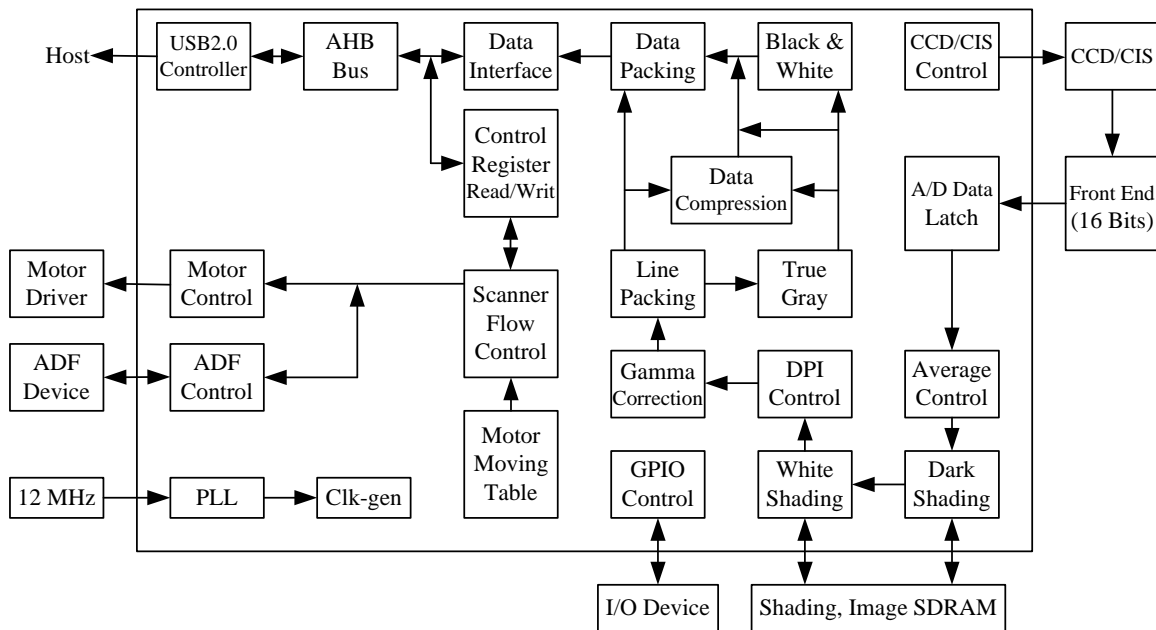 Host
USB2.0
Controller
AHB
Bus
Data
Interface
Data
Packing
Black &
White
CCD/CIS
Control
CCD/CIS
Control
Register
Read/Writ
Data
Compression
A/D Data
Latch
Front End
(16 Bits)
Motor
Driver
Motor
Control
Scanner
Flow
Control
Line
Packing
True
Gray
ADF
Device
ADF
Control
Gamma
Correction
DPI
Control
Average
Control
Motor
Moving
Table
GPIO
Control
White
Shading
Dark
Shading
12 MHz
PLL
Clk-gen
I/O Device
Shading, Image SDRAM